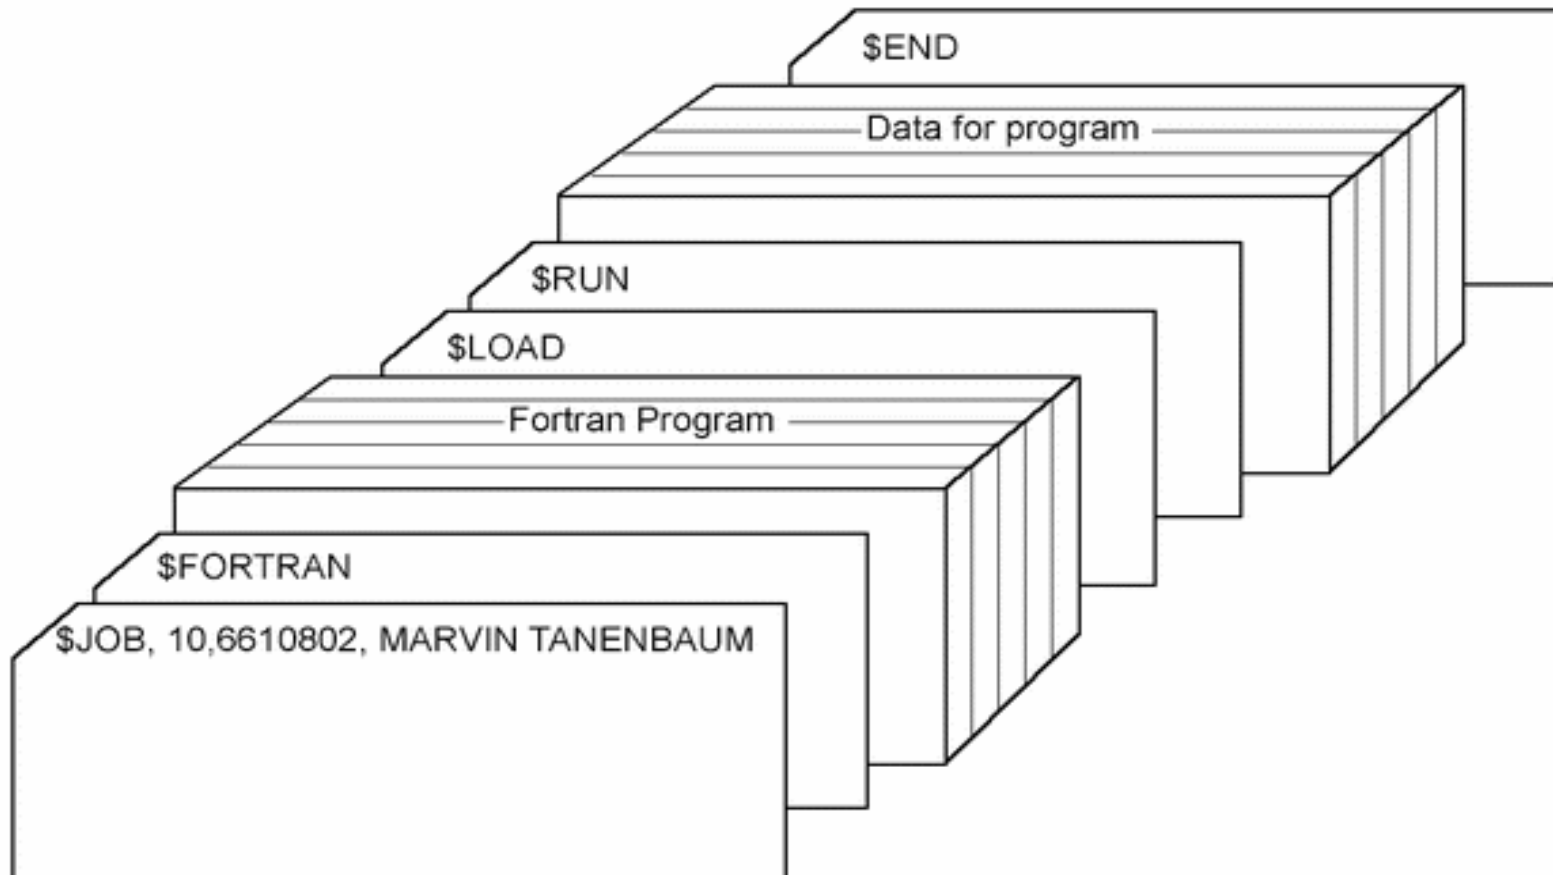 $END
Data for program
$RUN
$LOAD
Fortran Program
$FORTRAN
$JOB, 10,6610802, MARVIN TANENBAUM